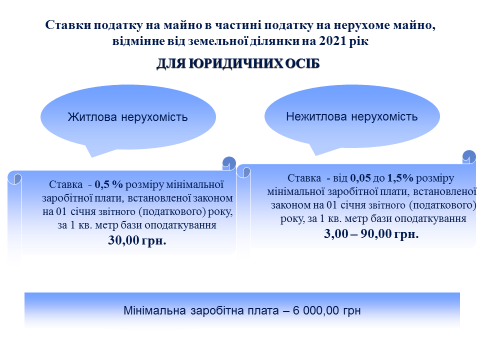 Ставки податку на майно в частині податку на нерухоме майно,
відмінне від земельної ділянки на 2021 рік
ДЛЯ ЮРИДИЧНИХ ОСІБ
Житлова нерухомість
Нежитлова нерухомість
Ставка - 0,5 % розміру мінімальної
заробітної плати, встановленої законом
на 01 січня звітного (податкового) року,
за 1 кв. метр бази оподаткування
30,00 грн.
Ставка - від 0,05 до 1,5% розміру
мінімальної заробітної плати, встановленої
законом на 01 січня звітного (податкового)
року, за 1 кв. метр бази оподаткування
3,00 – 90,00 грн.
Мінімальна заробітна плата – 6 000,00 грн